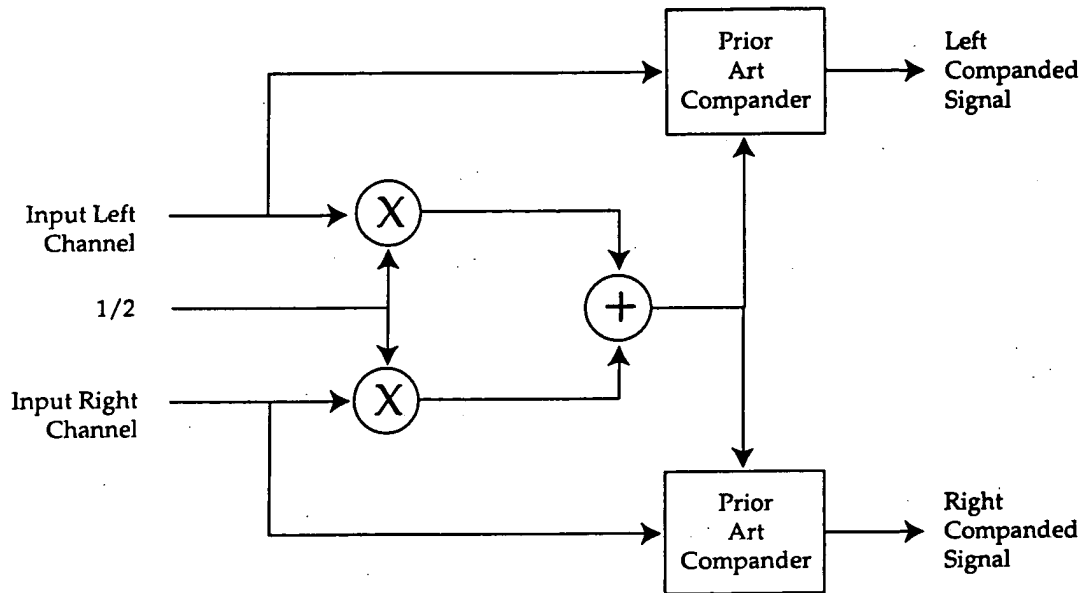 Prior
Art
Compander
Left
Companded
Signal
Input Left
Channel
X
1/2
+
Input Right
Channel
X
Prior
Art
Compander
Right
Companded
Signal